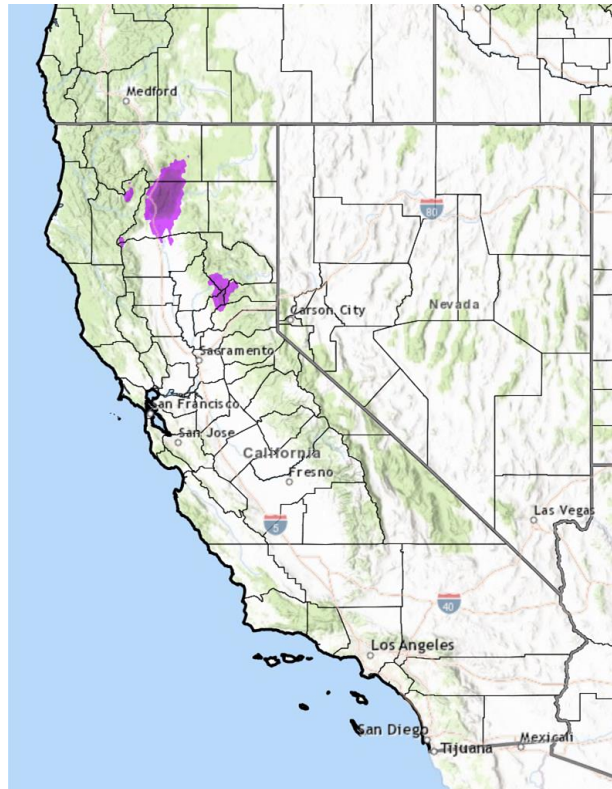 Medford
80
Carson City
Nevada
Sacramento
San Francisco
San Jose
California
Fresno
Las Vegas
5
40
Los Angeles
San Diego
Tijuana
Mexicali